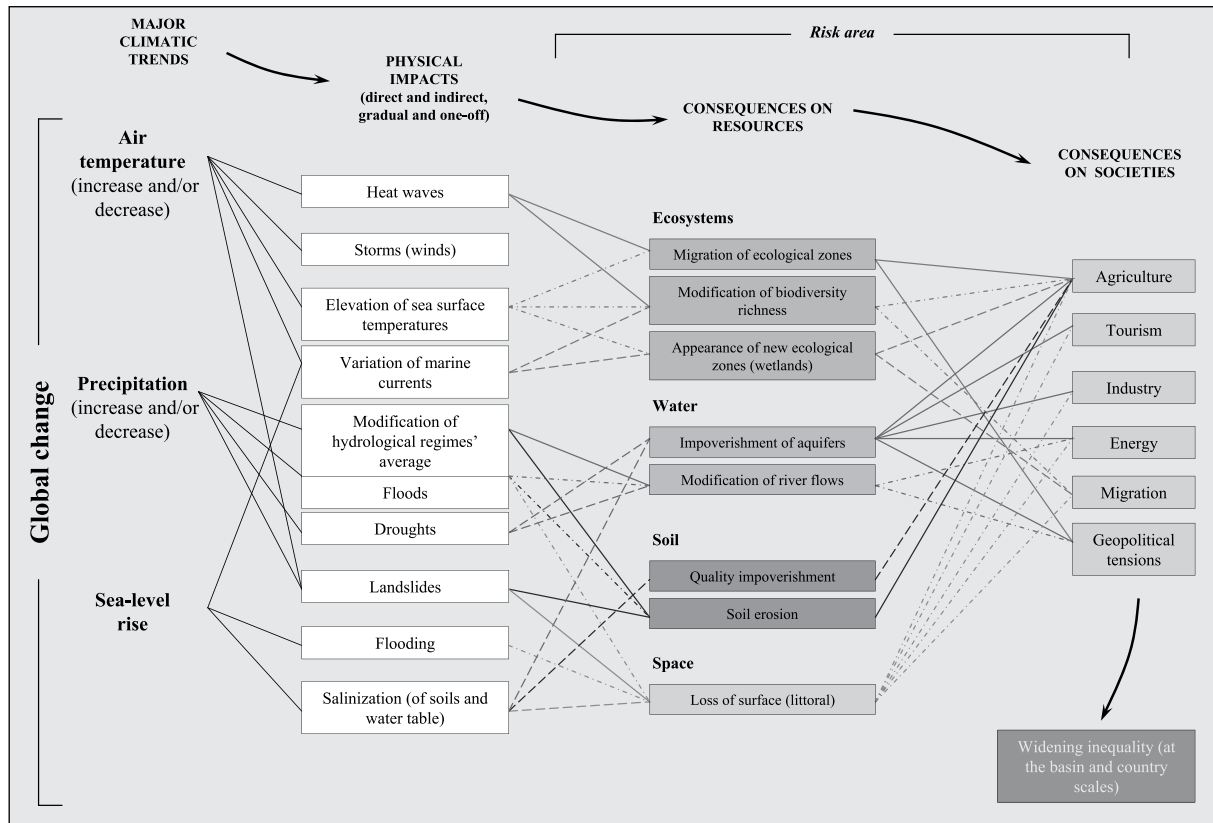 MAJOR
CLIMATIC
TRENDS
PHYSICAL
IMPACTS
(direct and indirect,
gradual and one-off)
Risk area
CONSEQUENCES ON
RESOURCES
CONSEQUENCES
ON SOCIETIES
Global change
Air
temperature
(increase and/or
decrease)
Precipitation
(increase and/or
decrease)
Sea-level
rise
Heat waves
Storms (winds)
Elevation of sea surface
temperatures
Variation of marine
currents
Modification of
hydrological regimes’
average
Floods
Droughts
Landslides
Flooding
Salinization (of soils and
water table)
Ecosystems
Migration of ecological zones
Modification of biodiversity
richness
Appearance of new ecological
zones (wetlands)
Water
Impoverishment of aquifers
Modification of river flows
Soil
Quality impoverishment
Soil erosion
Space
Loss of surface (littoral)
Agriculture
Tourism
Industry
Energy
Migration
Geopolitical
tensions
Widening inequality (at
the basin and country
scales)